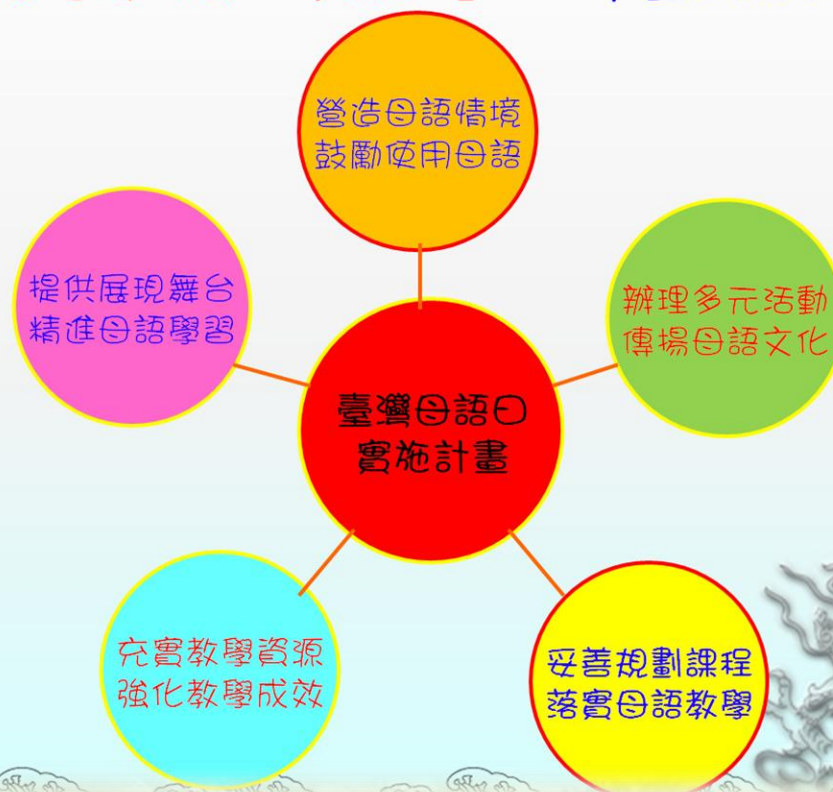 營造母語情境
鼓勵使用母語
提供展現舞台
精進母語學習
辦理多元活動
傳揚母語文化
臺灣母語日
實施計畫
充實教學資源
強化教學成效
妥善規劃課程
落實母語教學